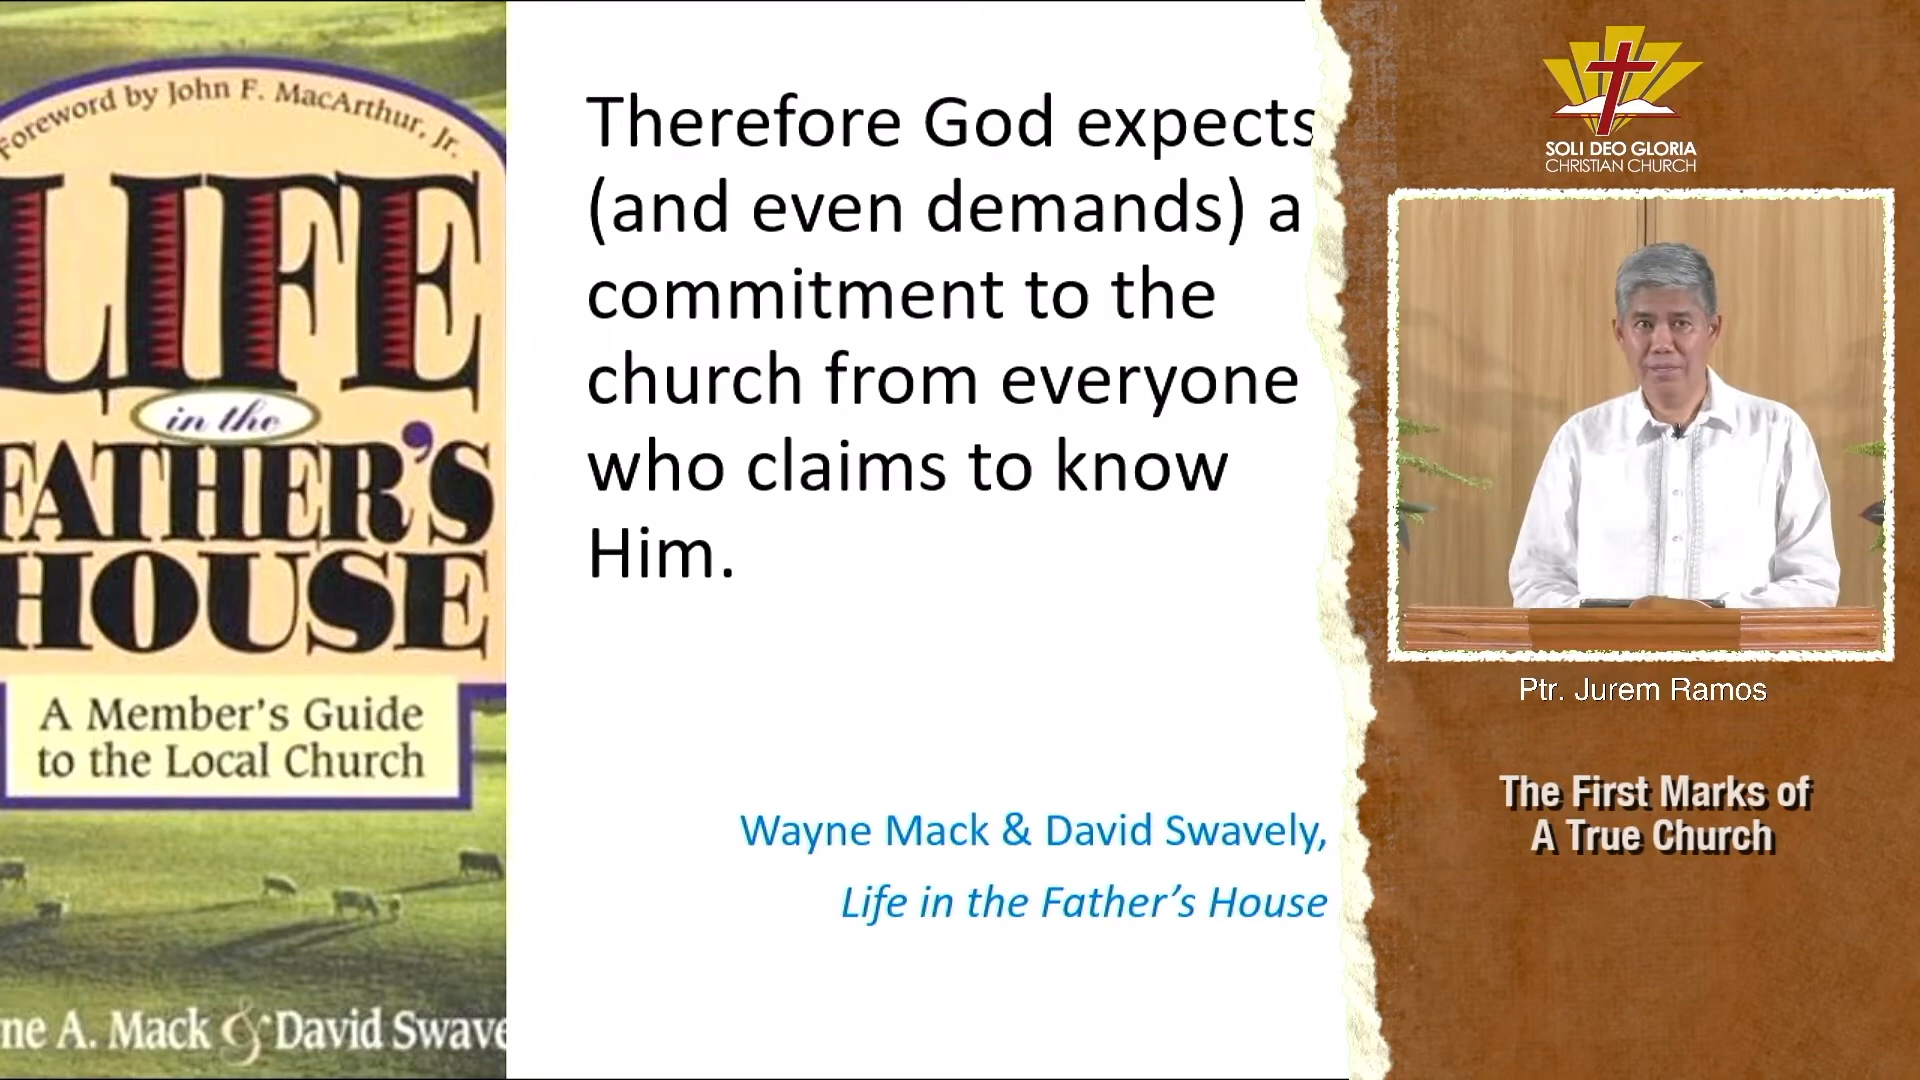 Foreword by John F. MacArthur, Jr.
LIFE
in the
FATHER'S
HOUSE
A Member's Guide
to the Local Church
ne A. Mack & David Swave
Therefore God expects
(and even demands) a
commitment to the
church from everyone
who claims to know
Him.
Wayne Mack & David Swavely,
Life in the Father's House
SOLI DEO GLORIA
CHRISTIAN CHURCH
Ptr. Jurem Ramos
The First Marks of
A True Church